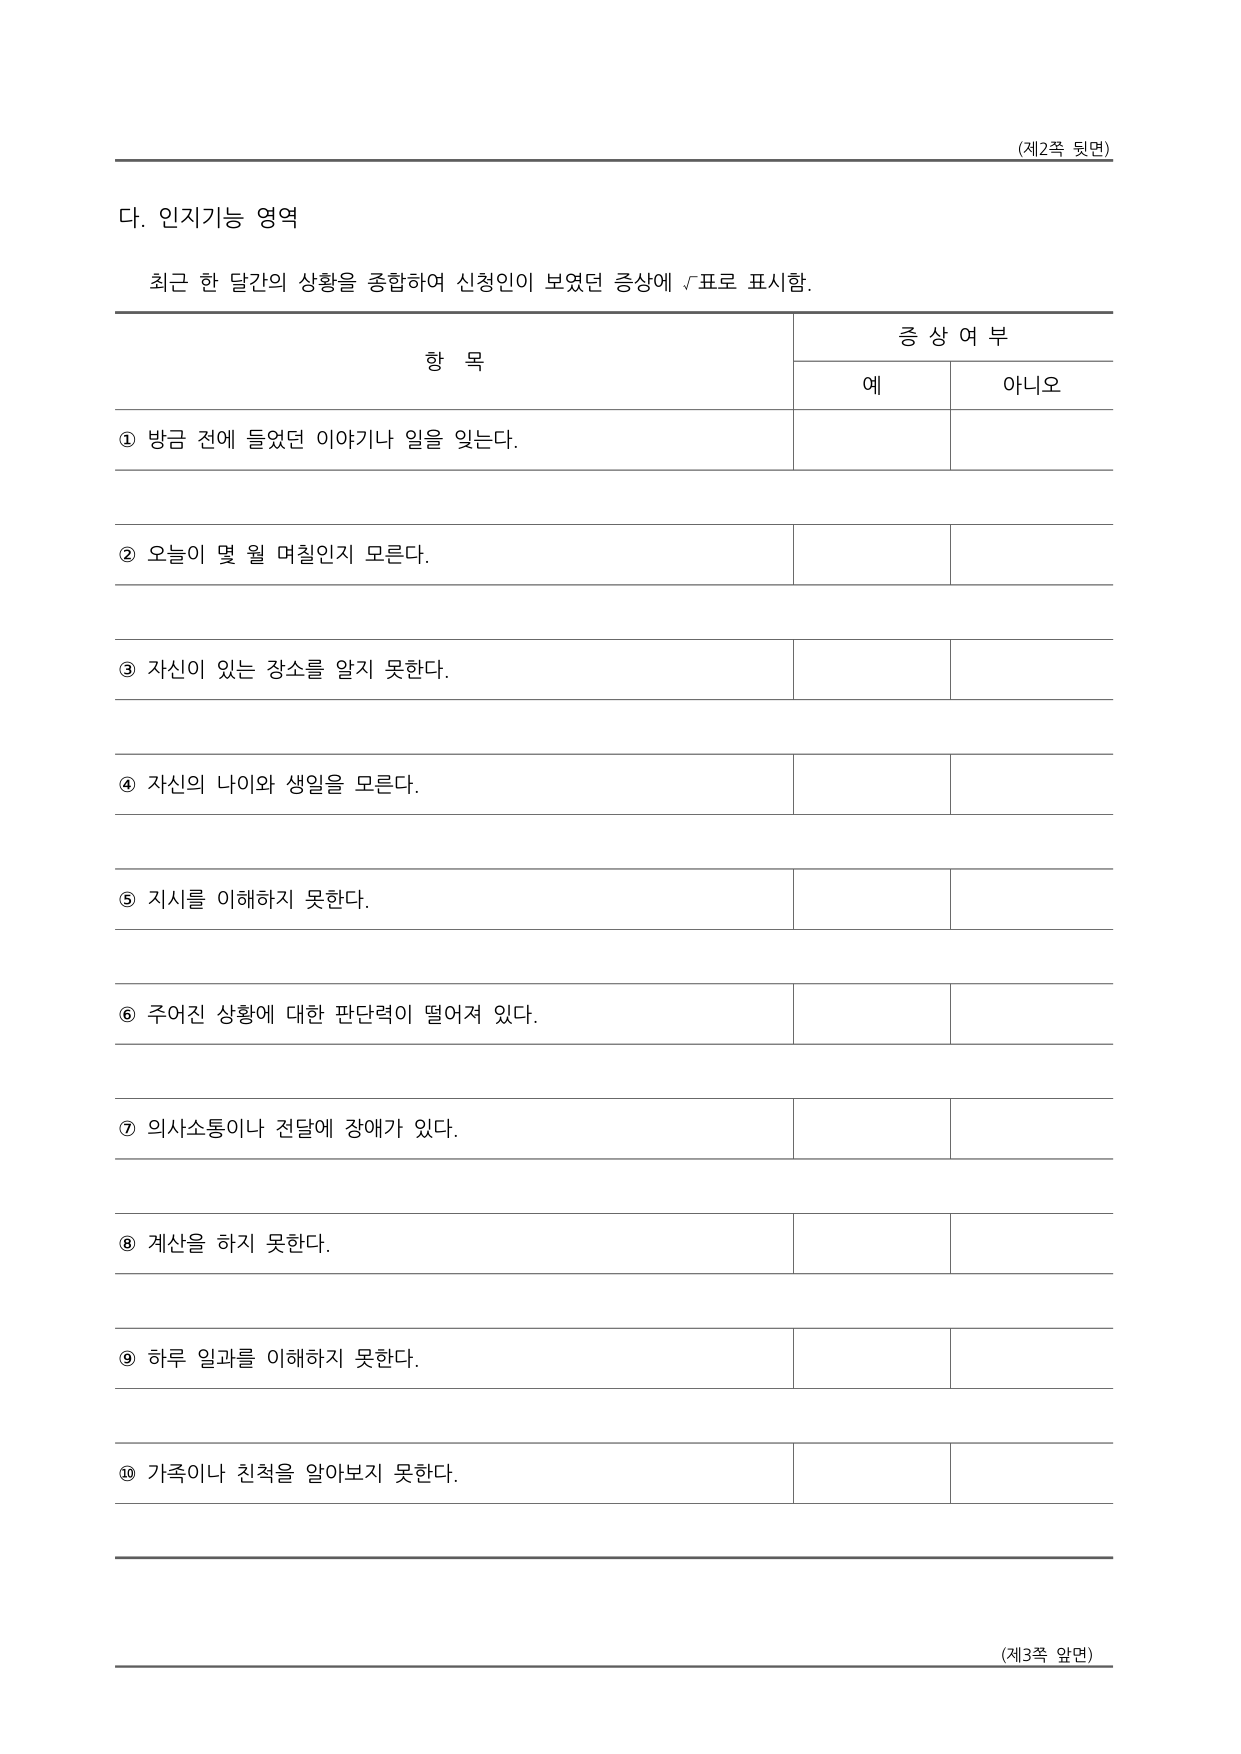 (제2쪽 뒷면)
다. 인지기능 영역
최근 한 달간의 상황을 종합하여 신청인이 보였던 증상에 √표로 표시함.
항 목
증 상 여 부
예
아니오
① 방금 전에 들었던 이야기나 일을 잊는다.
② 오늘이 몇 월 며칠인지 모른다.
③ 자신이 있는 장소를 알지 못한다.
④ 자신의 나이와 생일을 모른다.
⑤ 지시를 이해하지 못한다.
⑥ 주어진 상황에 대한 판단력이 떨어져 있다.
⑦ 의사소통이나 전달에 장애가 있다.
⑧ 계산을 하지 못한다.
⑨ 하루 일과를 이해하지 못한다.
⑩ 가족이나 친척을 알아보지 못한다.
(제3쪽 앞면)